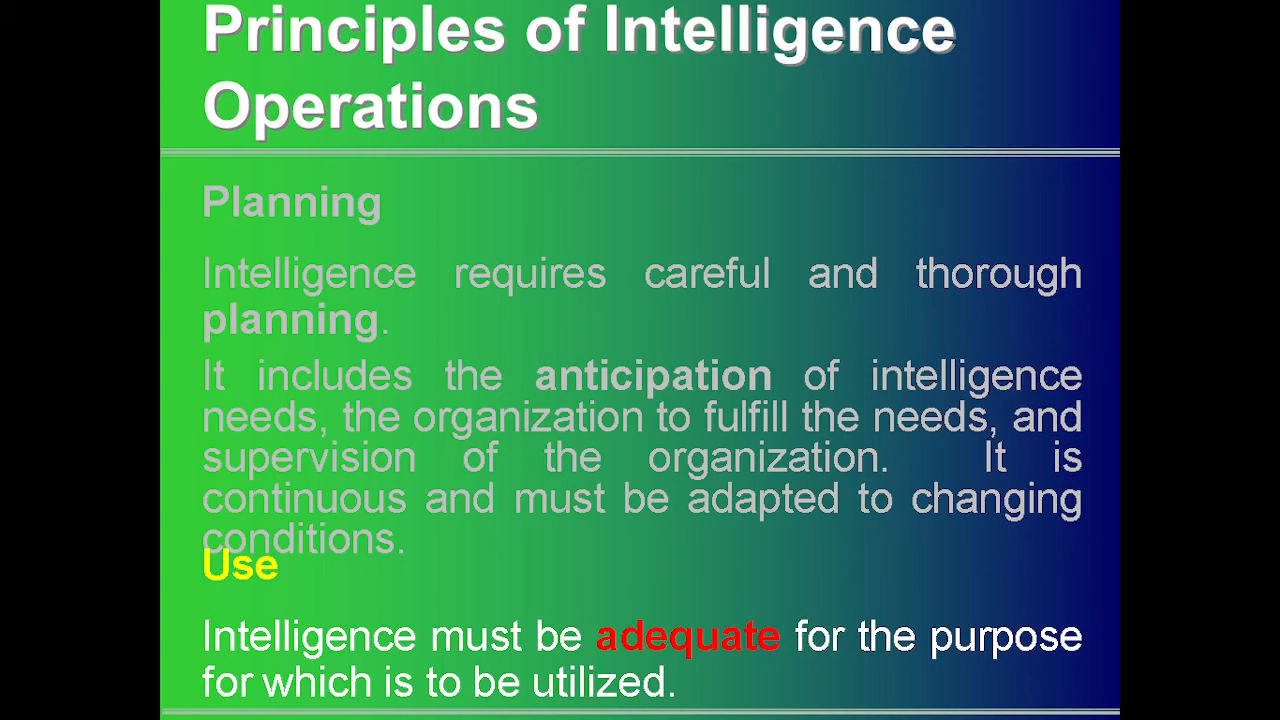 Principles of Intelligence
Operations
Planning
Intelligence requires careful and thorough
planning.
It includes the anticipation of intelligence
needs, the organization to fulfill the needs, and
supervision of the organization. It is
continuous and must be adapted to changing
conditions.
Use
Intelligence must be adequate for the purpose
for which is to be utilized.